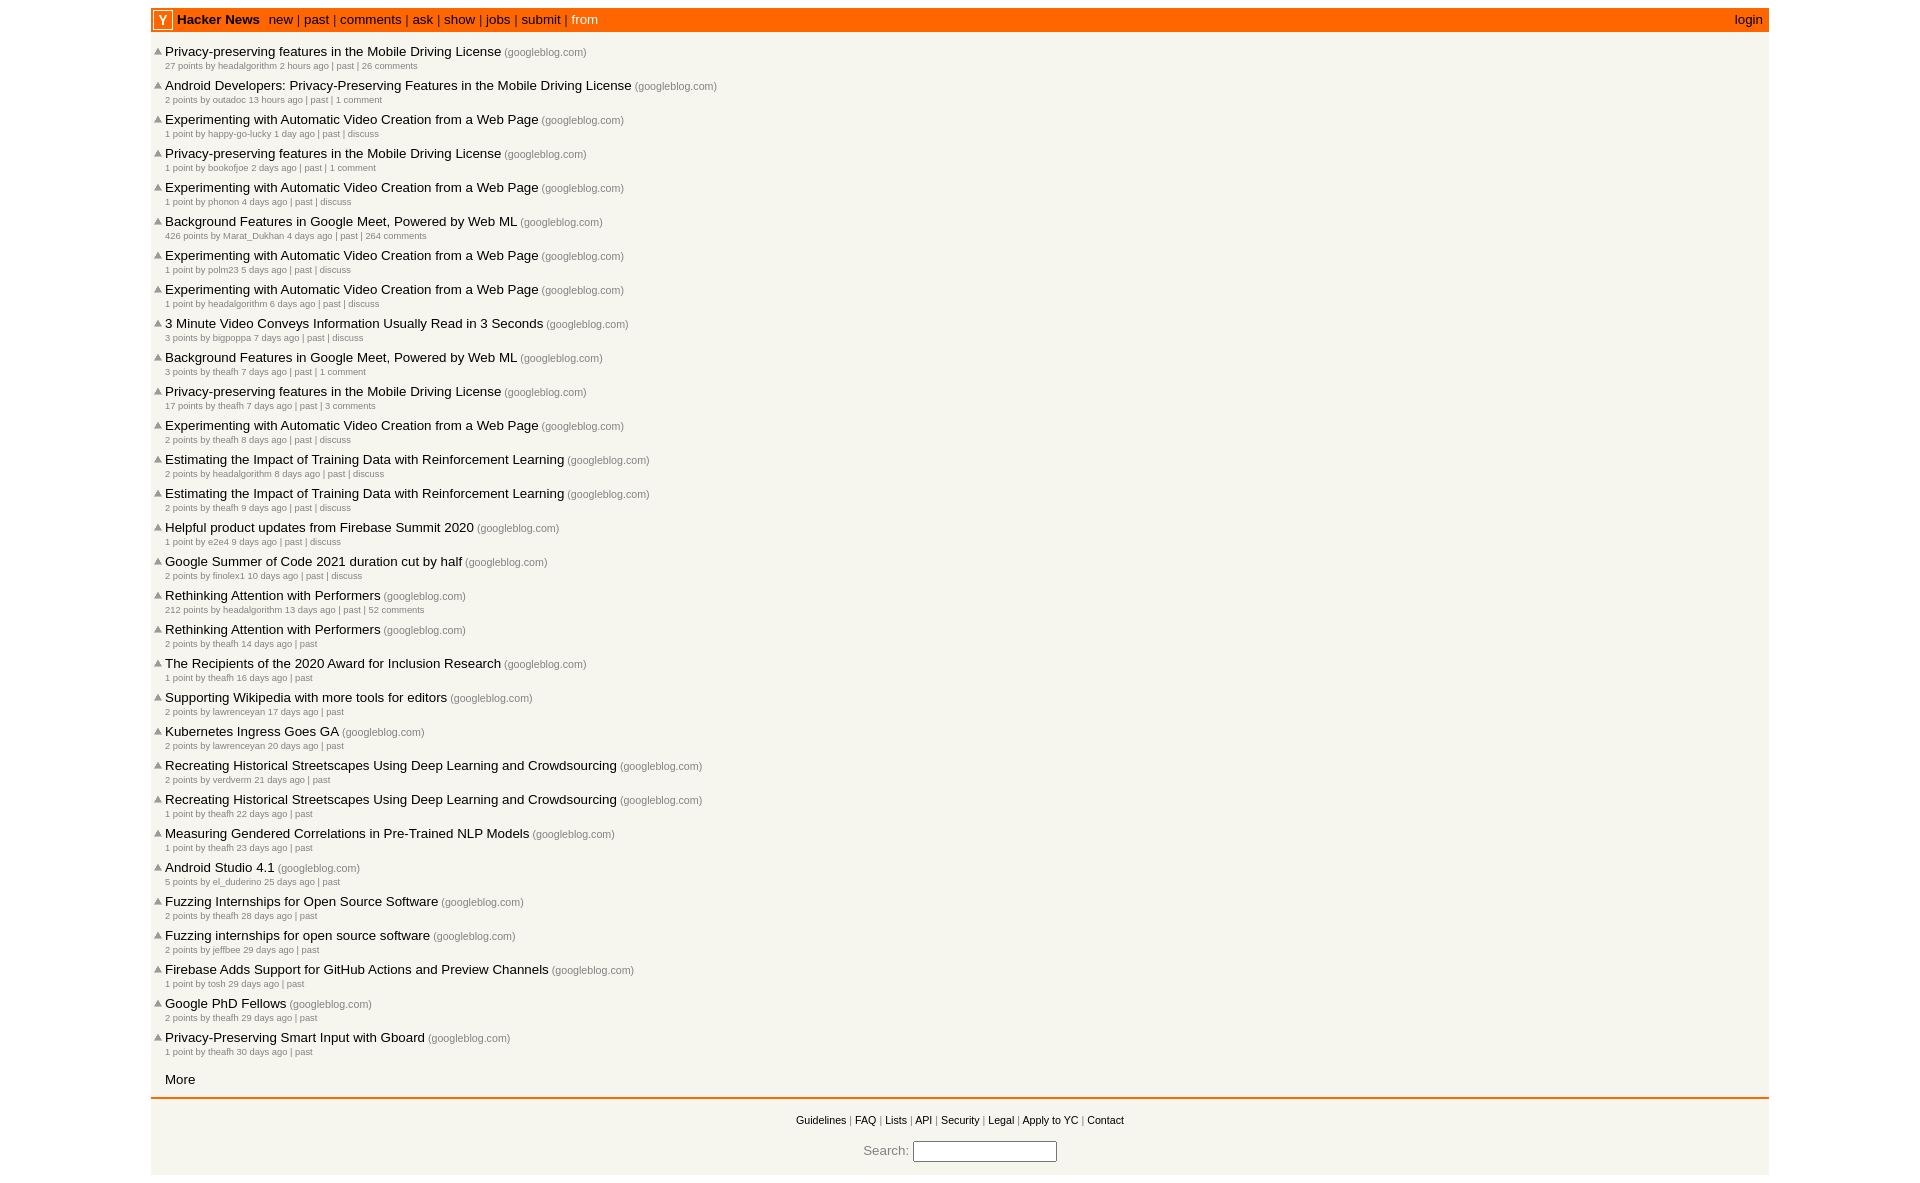 Y Hacker News new | past | comments | ask | show | jobs | submit | from login
Privacy-preserving features in the Mobile Driving License (googleblog.com)
27 points by headalgorithm 2 hours ago | past | 26 comments
Android Developers: Privacy-Preserving Features in the Mobile Driving License (googleblog.com)
2 points by outadoc 13 hours ago | past | 1 comment
Experimenting with Automatic Video Creation from a Web Page (googleblog.com)
1 point by happy-go-lucky 1 day ago | past | discuss
Privacy-preserving features in the Mobile Driving License (googleblog.com)
1 point by bookofjoe 2 days ago | past | 1 comment
Experimenting with Automatic Video Creation from a Web Page (googleblog.com)
1 point by phonon 4 days ago | past | discuss
Background Features in Google Meet, Powered by Web ML (googleblog.com)
426 points by Marat_Dukhan 4 days ago | past | 264 comments
Experimenting with Automatic Video Creation from a Web Page (googleblog.com)
1 point by polm23 5 days ago | past | discuss
Experimenting with Automatic Video Creation from a Web Page (googleblog.com)
1 point by headalgorithm 6 days ago | past | discuss
3 Minute Video Conveys Information Usually Read in 3 Seconds (googleblog.com)
3 points by bigpoppa 7 days ago | past | discuss
Background Features in Google Meet, Powered by Web ML (googleblog.com)
3 points by theafh 7 days ago | past | 1 comment
Privacy-preserving features in the Mobile Driving License (googleblog.com)
17 points by theafh 7 days ago | past | 3 comments
Experimenting with Automatic Video Creation from a Web Page (googleblog.com)
2 points by theafh 8 days ago | past | discuss
Estimating the Impact of Training Data with Reinforcement Learning (googleblog.com)
2 points by headalgorithm 8 days ago | past | discuss
Estimating the Impact of Training Data with Reinforcement Learning (googleblog.com)
2 points by theafh 9 days ago | past | discuss
Helpful product updates from Firebase Summit 2020 (googleblog.com)
1 point by e2e4 9 days ago | past | discuss
Google Summer of Code 2021 duration cut by half (googleblog.com)
2 points by finolex1 10 days ago | past | discuss
Rethinking Attention with Performers (googleblog.com)
212 points by headalgorithm 13 days ago | past | 52 comments
Rethinking Attention with Performers (googleblog.com)
2 points by theafh 14 days ago | past
The Recipients of the 2020 Award for Inclusion Research (googleblog.com)
1 point by theafh 16 days ago | past
Supporting Wikipedia with more tools for editors (googleblog.com)
2 points by lawrenceyan 17 days ago | past
Kubernetes Ingress Goes GA (googleblog.com)
2 points by lawrenceyan 20 days ago | past
Recreating Historical Streetscapes Using Deep Learning and Crowdsourcing (googleblog.com)
2 points by verdverm 21 days ago | past
Recreating Historical Streetscapes Using Deep Learning and Crowdsourcing (googleblog.com)
1 point by theafh 22 days ago | past
Measuring Gendered Correlations in Pre-Trained NLP Models (googleblog.com)
1 point by theafh 23 days ago | past
Android Studio 4.1 (googleblog.com)
5 points by el_duderino 25 days ago | past
Fuzzing Internships for Open Source Software (googleblog.com)
2 points by theafh 28 days ago | past
Fuzzing internships for open source software (googleblog.com)
2 points by jeffbee 29 days ago | past
Firebase Adds Support for GitHub Actions and Preview Channels (googleblog.com)
1 point by tosh 29 days ago | past
Google PhD Fellows (googleblog.com)
2 points by theafh 29 days ago | past
Privacy-Preserving Smart Input with Gboard (googleblog.com)
1 point by theafh 30 days ago | past
More
Guidelines | FAQ | Lists | API | Security | Legal | Apply to YC | Contact
Search: